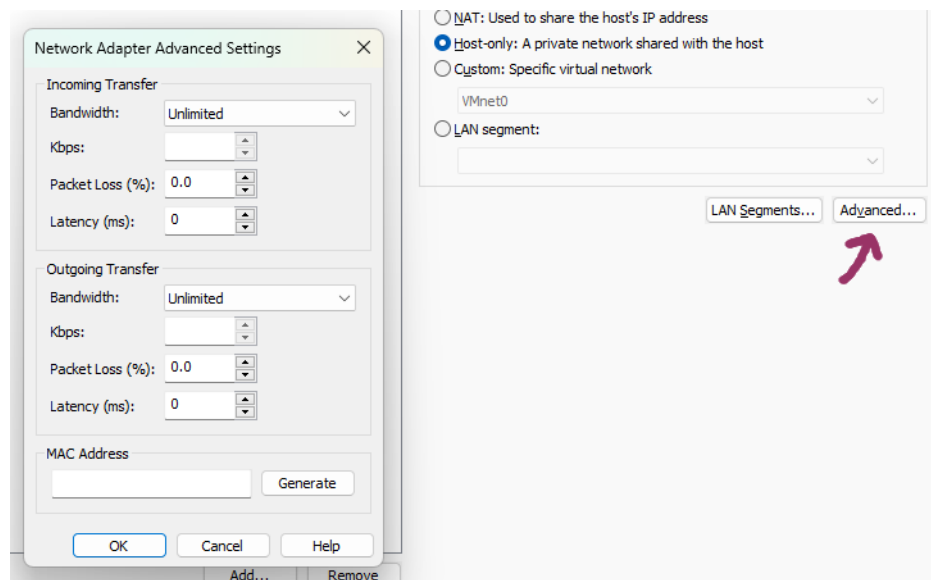 Network Adapter Advanced Settings
Incoming Transfer
Bandwidth: Unlimited
Kbps:
Packet Loss (%): 0.0
Latency (ms): 0
Outgoing Transfer
Bandwidth: Unlimited
Kbps:
Packet Loss (%): 0.0
Latency (ms): 0
MAC Address
Generate
OK Cancel Help
Add... Remove
NAT: Used to share the host's IP address
Host-only: A private network shared with the host
Custom: Specific virtual network
VMnet0
LAN segment:
LAN Segments... Advanced...